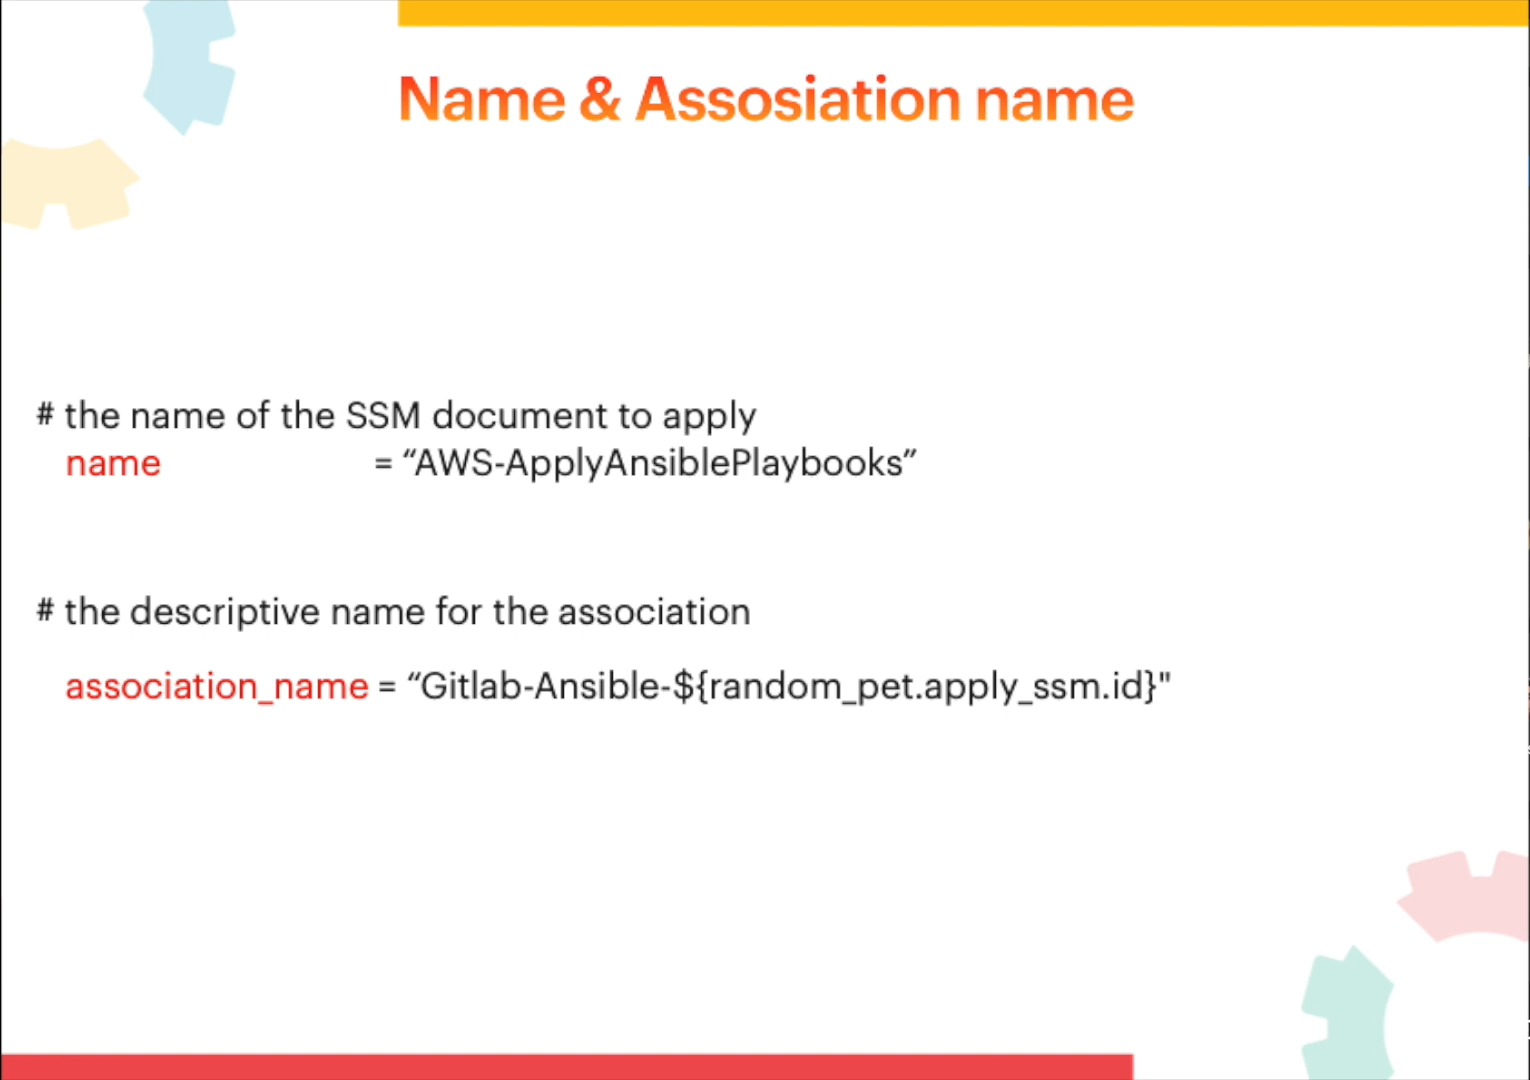 Name & Assosiation name
# the name of the SSM document to apply
name = “AWS-ApplyAnsiblePlaybooks”
# the descriptive name for the association
association_name = “Gitlab-Ansible-${random_pet.apply_ssm.id}"